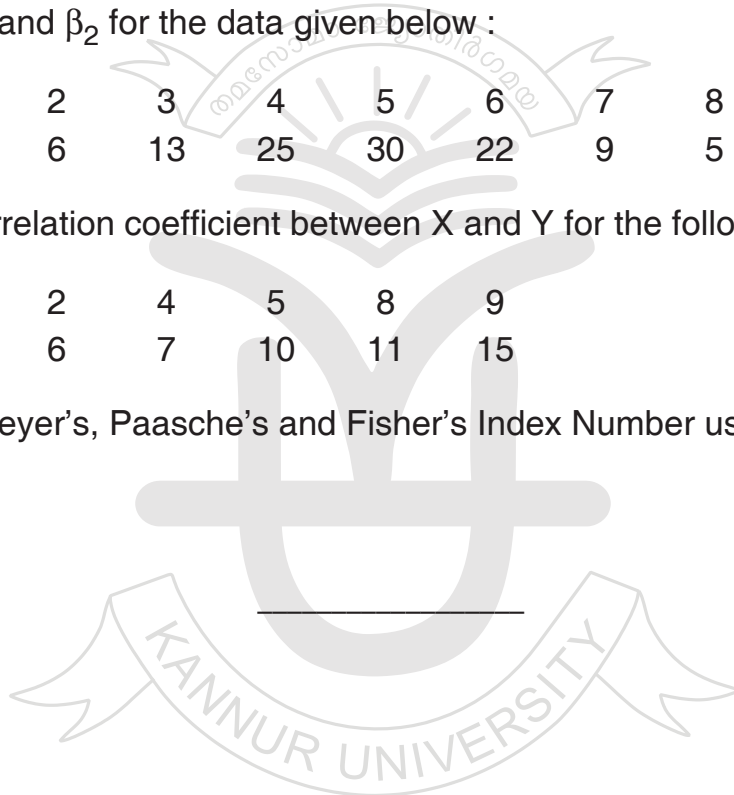 and β₂ for the data given below :
2 3 4 5 6 7 8
6 13 25 30 22 9 5
rrelation coefficient between X and Y for the follo
2 4 5 8 9
6 7 10 11 15
eyer's, Paasche's and Fisher's Index Number us
KANNUR UNIVERSITY